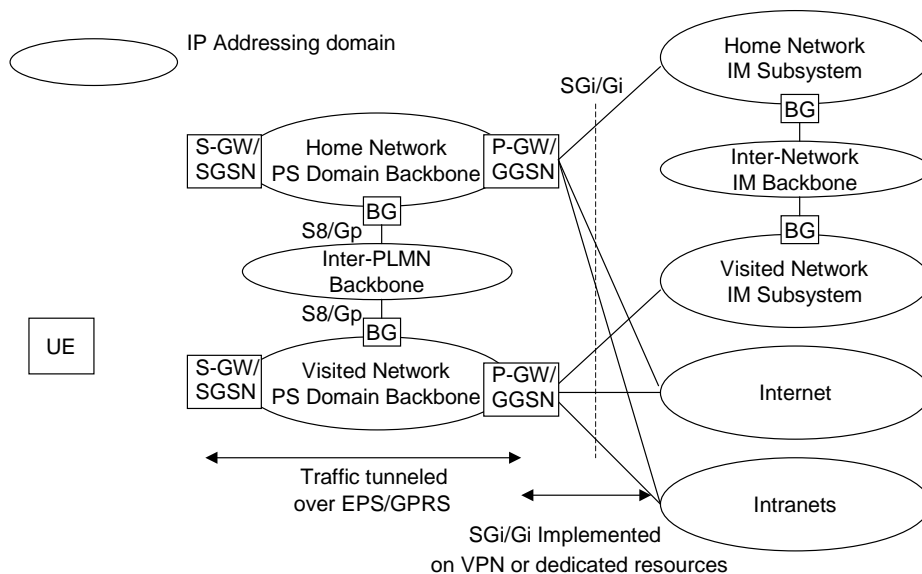 IP Addressing domain
Home Network
IM Subsystem
SGi/Gi
BG
S-GW/
SGSN
Home Network
PS Domain Backbone
P-GW/
GGSN
Inter-Network
IM Backbone
BG
S8/Gp
BG
Inter-PLMN
Backbone
Visited Network
IM Subsystem
S8/Gp
BG
UE
S-GW/
SGSN
Visited Network
PS Domain Backbone
P-GW/
GGSN
Internet
Traffic tunneled
over EPS/GPRS
Intranets
SGi/Gi Implemented
on VPN or dedicated resources